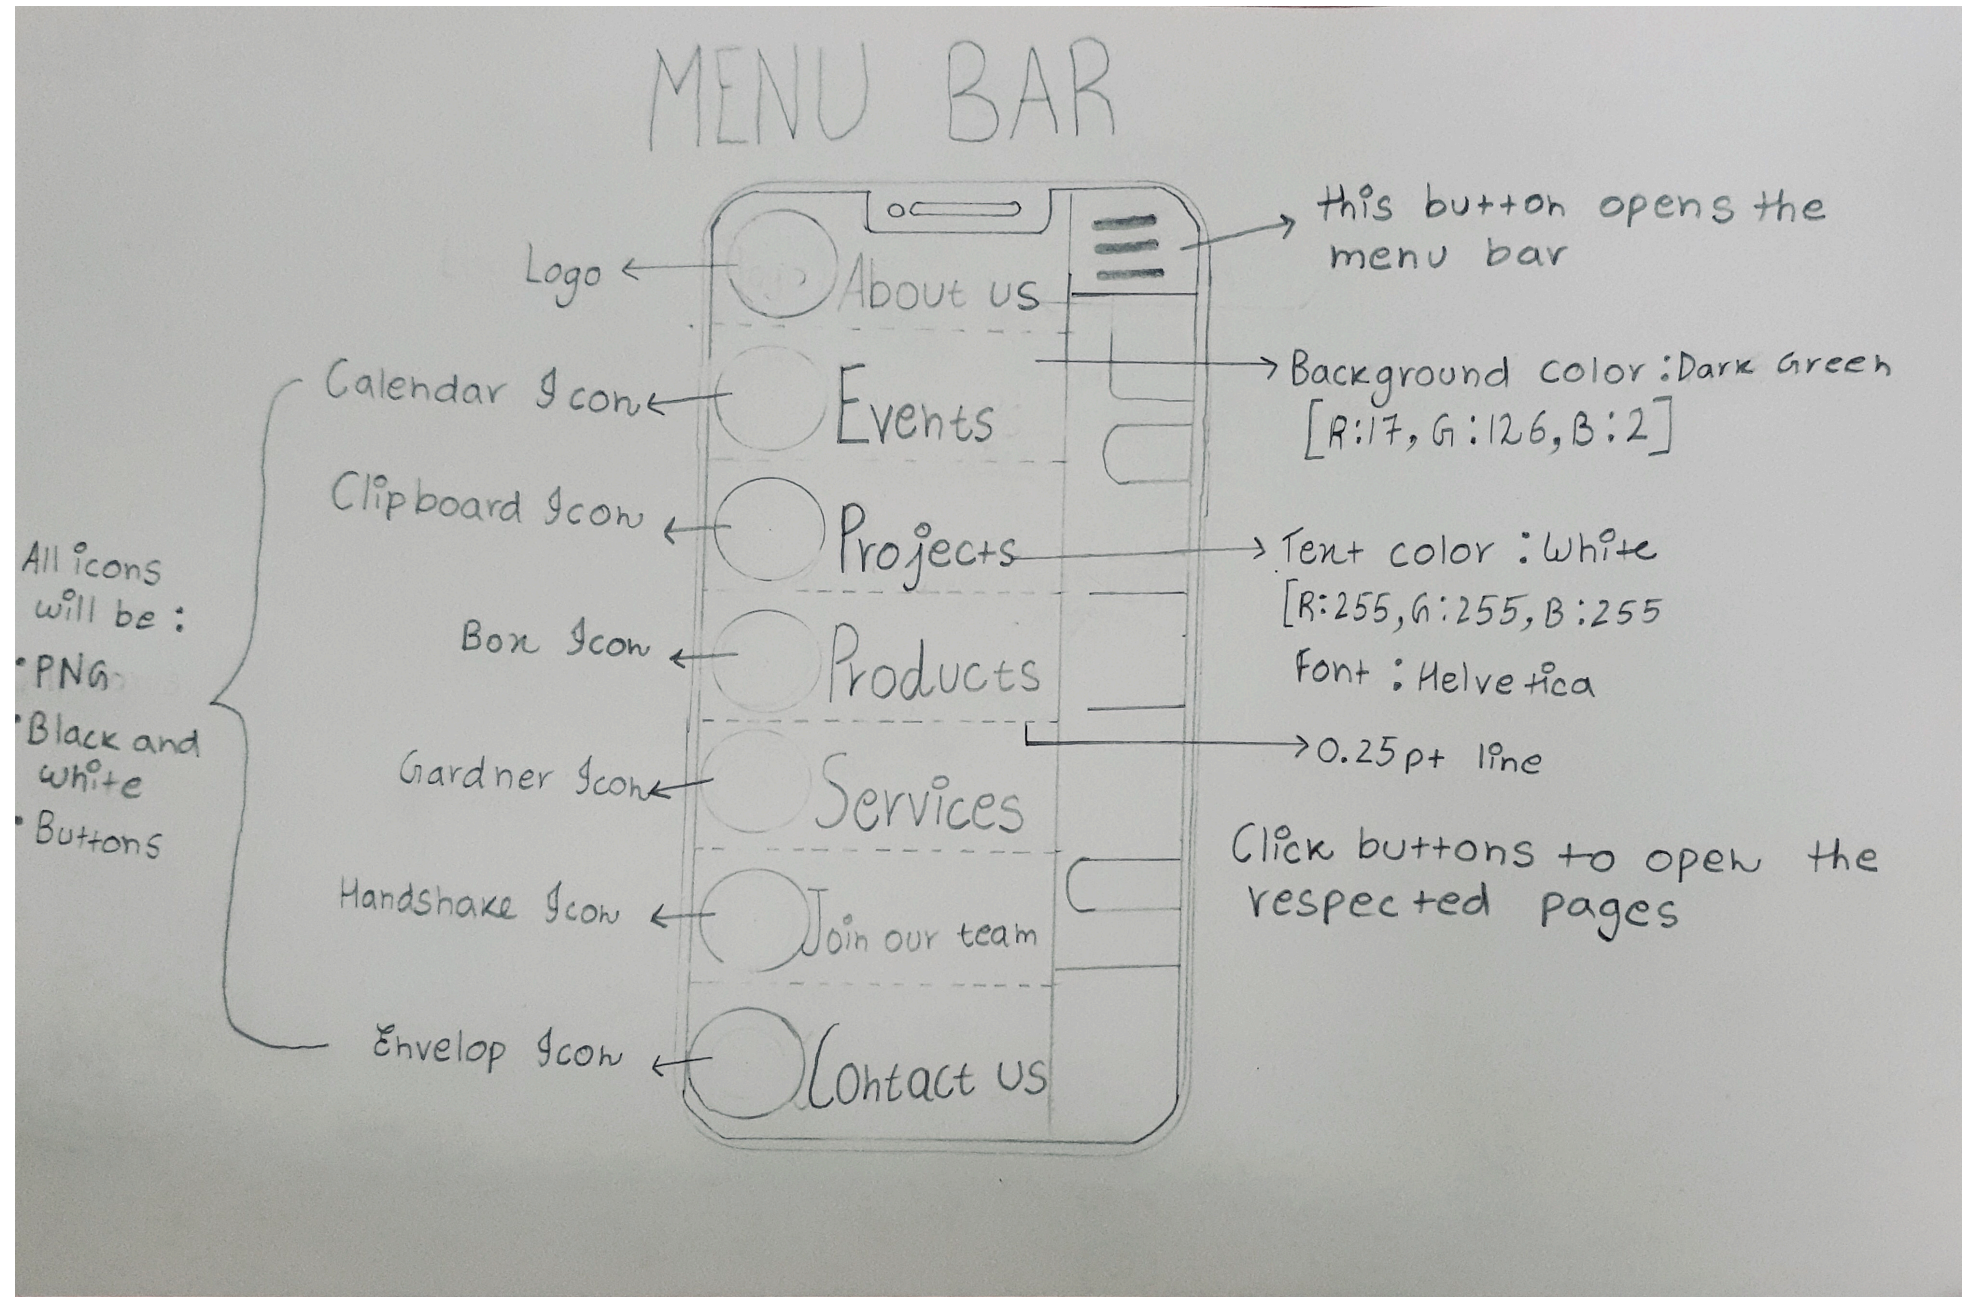 MENU BAR
this button opens the
menu bar
Logo
About us
Background color : Dark Green
[R:17, G:126, B:2]
Calendar Icon
Events
Clipboard Icon
Projects
Text color : White
[R:255, G:255, B:255
Font : Helvetica
All icons
will be :
• PNG
• Black and
white
• Buttons
Box Icon
Products
0.25pt line
Gardner Icon
Services
Click buttons to open the
respected pages
Handshake Icon
Join our team
Envelop Icon
Contact us